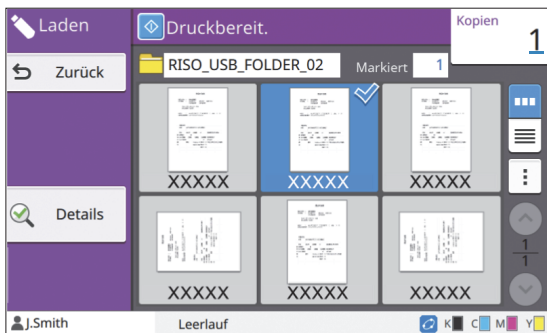 Laden
Druckbereit.
Kopien
1
Zurück
RISO_USB_FOLDER_02
Markiert
1
XXXXX
XXXXX
XXXXX
Details
XXXXX
XXXXX
XXXXX
1
1
J.Smith
Leerlauf
K
C
M
Y